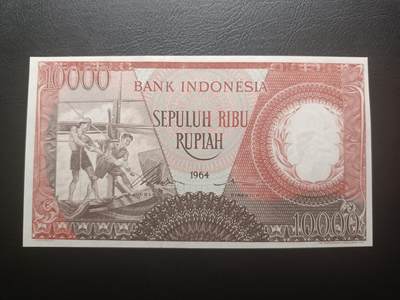 10000
BANK INDONESIA
SEPULUH RIBU
RUPIAH
1964
10000